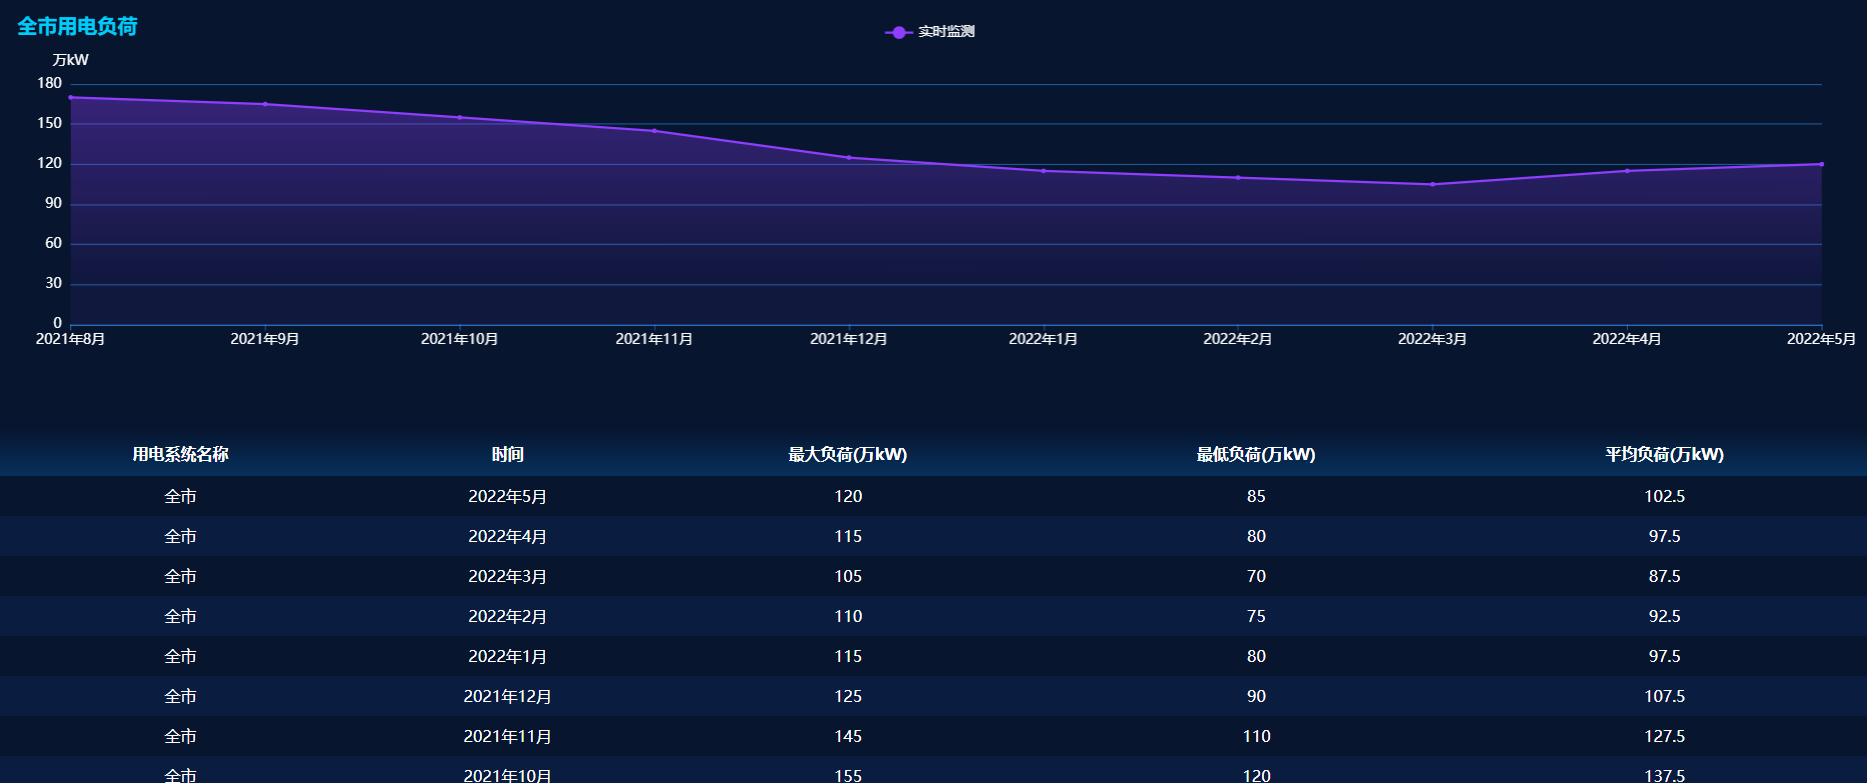 全市用电负荷
实时监测
万kW
180
150
120
90
60
30
0
2021年8月 2021年9月 2021年10月 2021年11月 2021年12月 2022年1月 2022年2月 2022年3月 2022年4月 2022年5月
用电系统名称 时间 最大负荷(万kW) 最低负荷(万kW) 平均负荷(万kW)
全市 2022年5月 120 85 102.5
全市 2022年4月 115 80 97.5
全市 2022年3月 105 70 87.5
全市 2022年2月 110 75 92.5
全市 2022年1月 115 80 97.5
全市 2021年12月 125 90 107.5
全市 2021年11月 145 110 127.5
全市 2021年10月 155 120 137.5